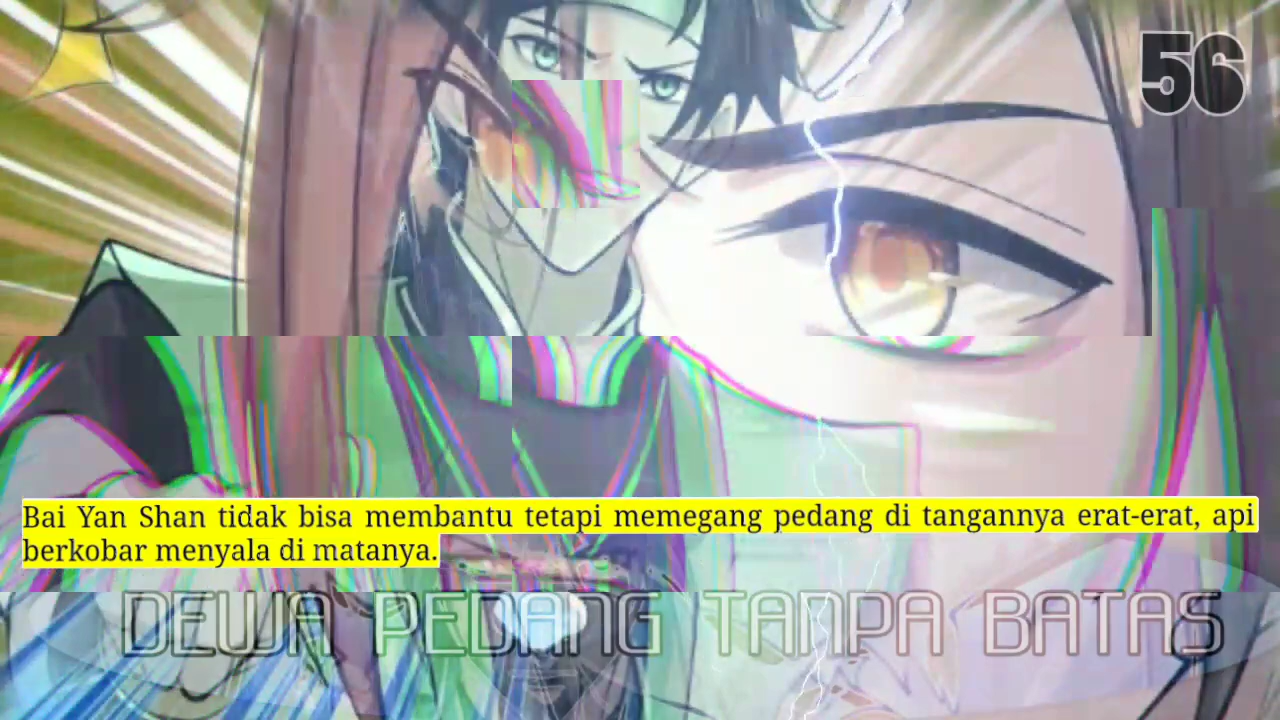 56
Bai Yan Shan tidak bisa membantu tetapi memegang pedang di tangannya erat-erat, api
berkobar menyala di matanya.
DEWA PEDANG TANPA BATAS